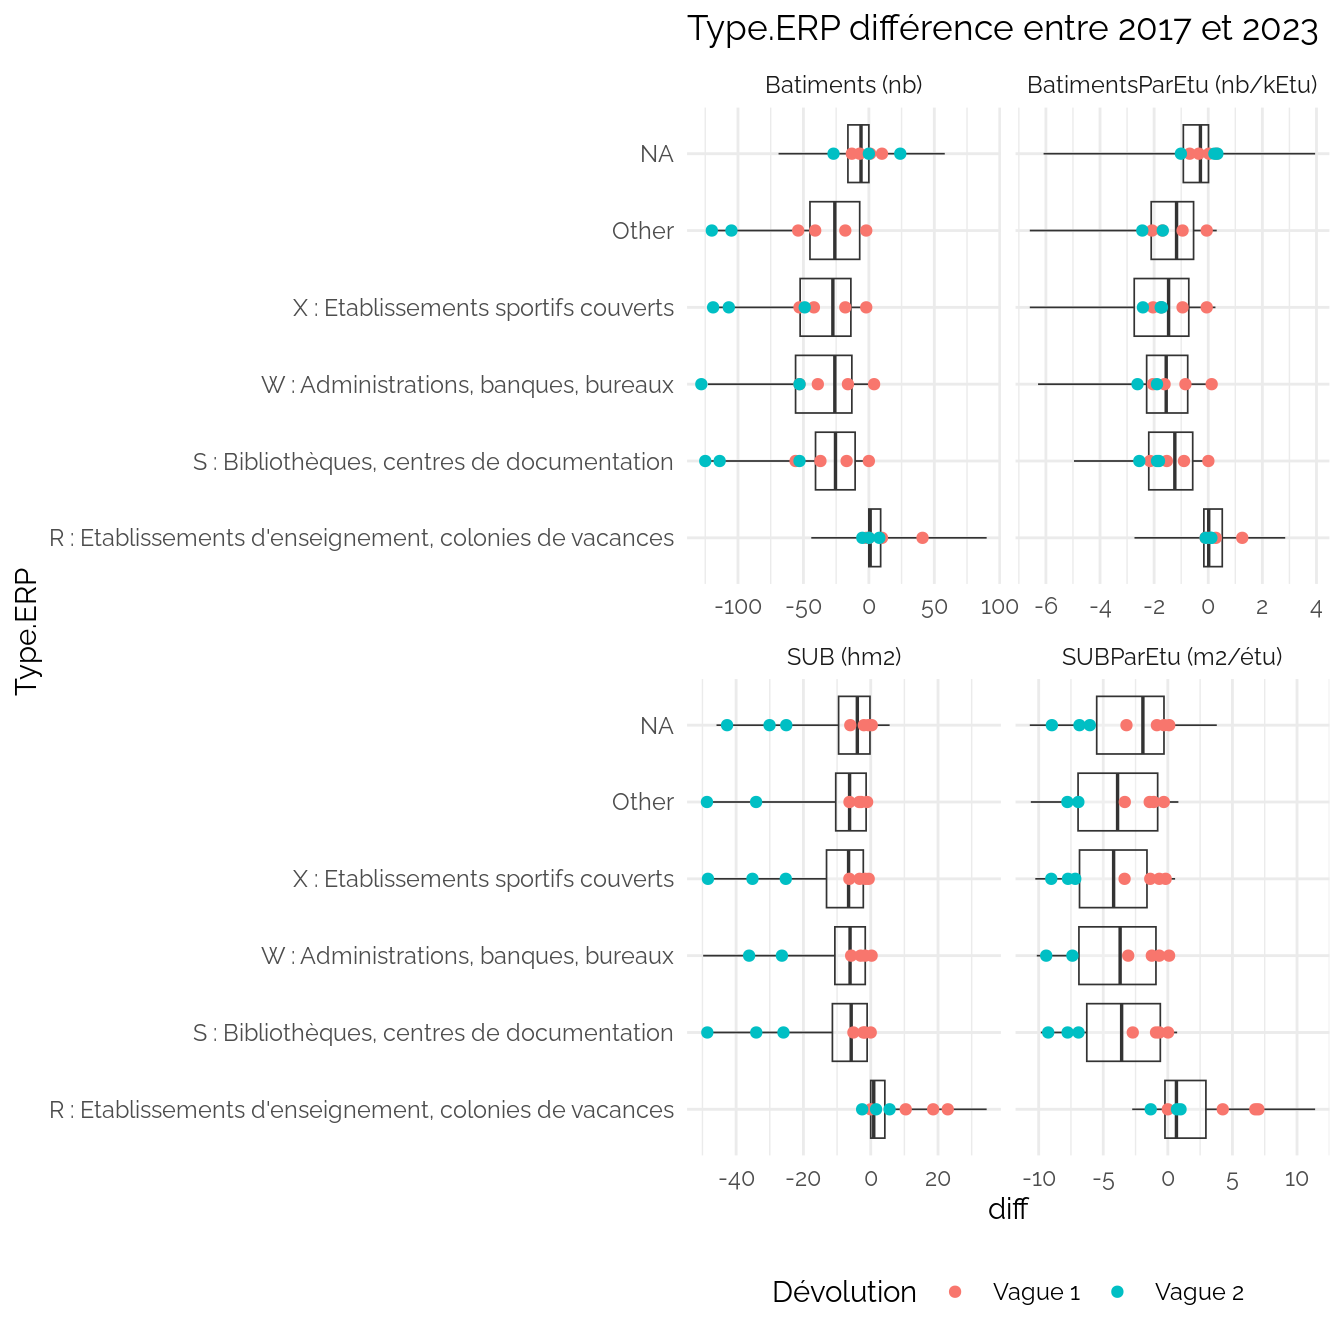 Type.ERP différence entre 2017 et 2023
Batiments (nb)
BatimentsParEtu (nb/kEtu)
NA
Other
X : Etablissements sportifs couverts
W : Administrations, banques, bureaux
S : Bibliothèques, centres de documentation
R : Etablissements d'enseignement, colonies de vacances
-100 -50 0 50 100
-6 -4 -2 0 2 4
Type.ERP
SUB (hm2)
SUBParEtu (m2/étu)
NA
Other
X : Etablissements sportifs couverts
W : Administrations, banques, bureaux
S : Bibliothèques, centres de documentation
R : Etablissements d'enseignement, colonies de vacances
-40 -20 0 20
-10 -5 0 5 10
diff
Dévolution Vague 1 Vague 2